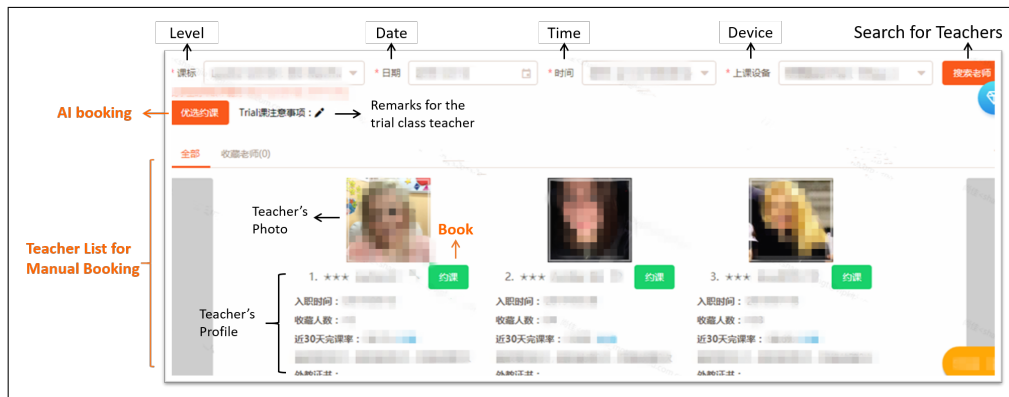 Level
Date
Time
Device
Search for Teachers
* 课标
* 日期
* 时间
* 上课设备
搜索老师
AI booking
优选约课
Trial课注意事项：
Remarks for the
trial class teacher
全部
收藏老师(0)
Teacher's
Photo
Book
Teacher List for
Manual Booking
1. ***
约课
2. ***
约课
3. ***
约课
Teacher's
Profile
入职时间：
入职时间：
入职时间：
收藏人数：
收藏人数：
收藏人数：
近30天完课率：
近30天完课率：
近30天完课率：